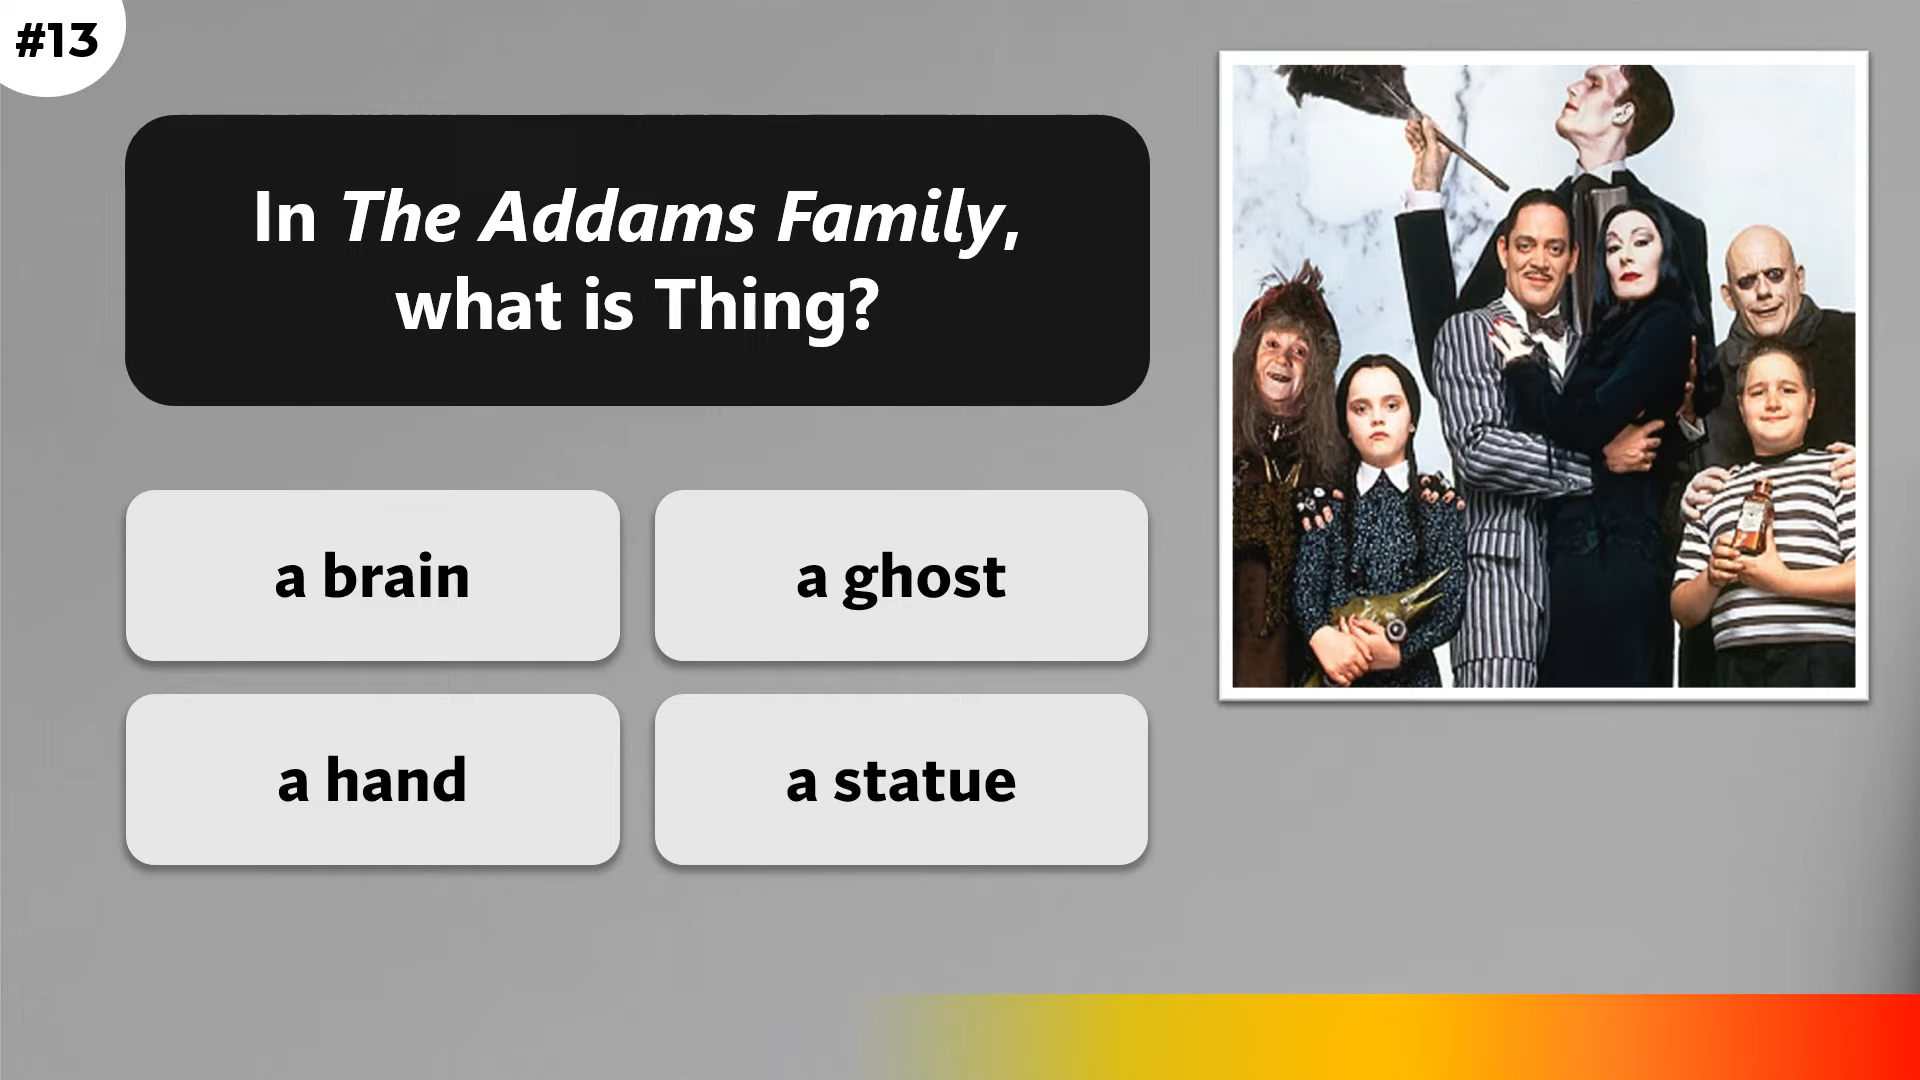 #13
In The Addams Family,
what is Thing?
a brain
a ghost
a hand
a statue